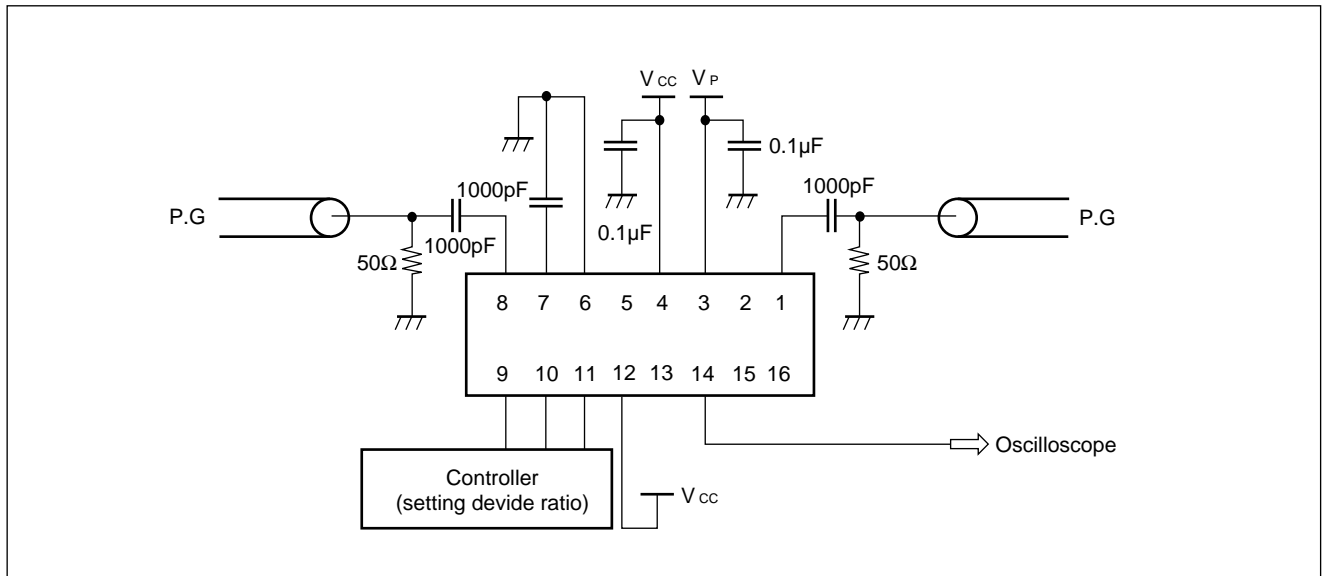 V CC V P
0.1µF
1000pF 1000pF
P.G P.G
1000pF 0.1µF
50Ω 50Ω
8 7 6 5 4 3 2 1
9 10 11 12 13 14 15 16
Oscilloscope
Controller
(setting devide ratio)
V CC